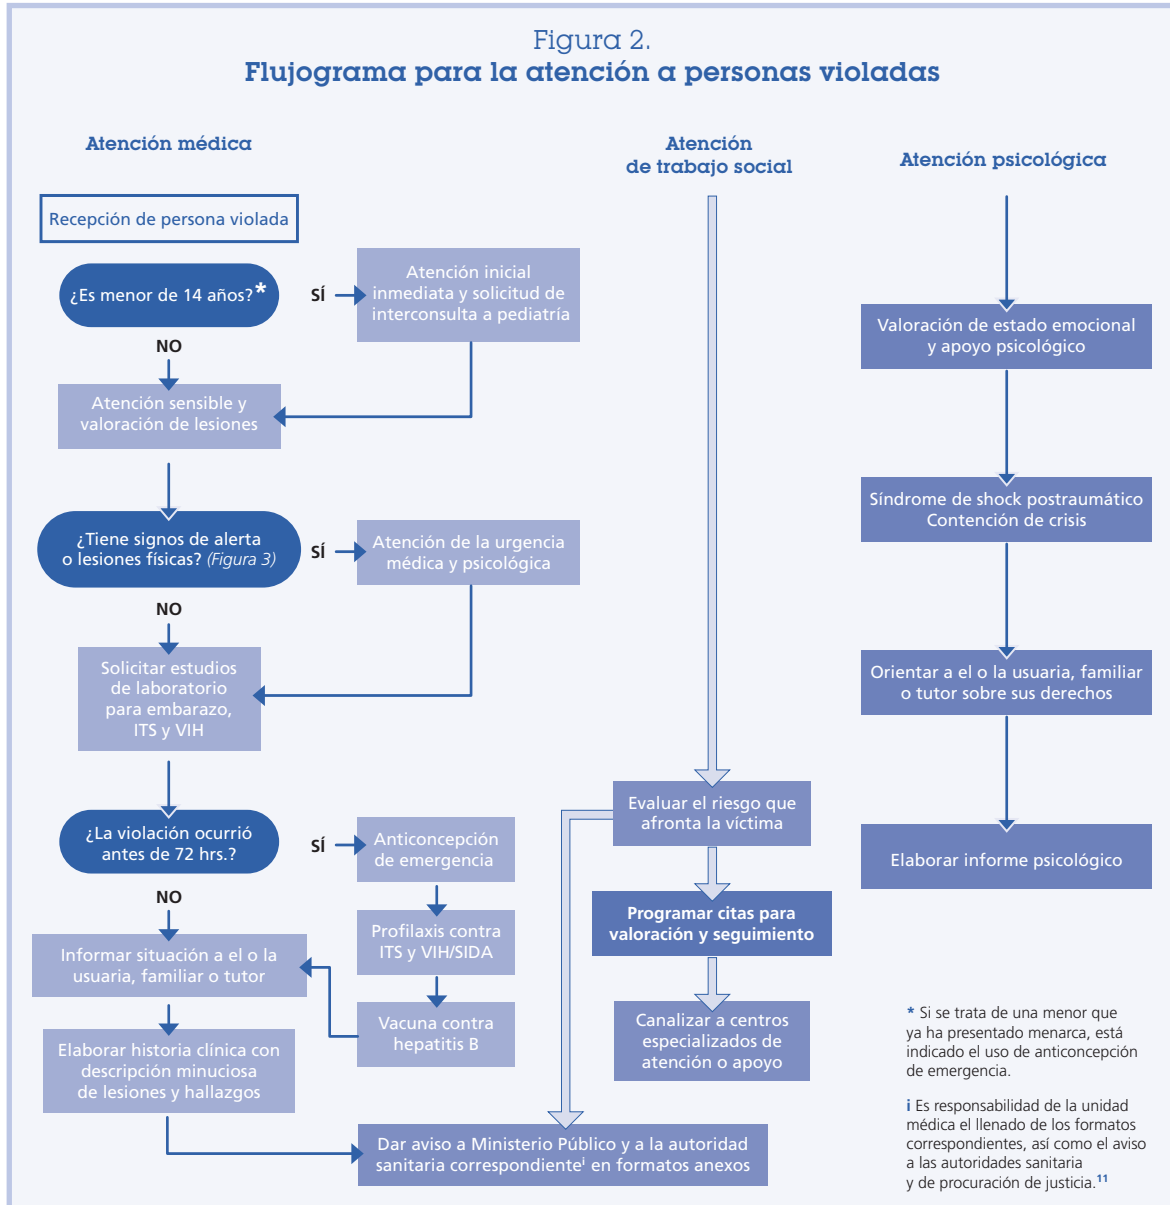 Figura 2.
Flujograma para la atención a personas violadas
Atención médica
Recepción de persona violada
¿Es menor de 14 años?*
SÍ
Atención inicial
inmediata y solicitud de
interconsulta a pediatría
NO
Atención sensible y
valoración de lesiones
¿Tiene signos de alerta
o lesiones físicas? (Figura 3)
SÍ
Atención de la urgencia
médica y psicológica
NO
Solicitar estudios
de laboratorio
para embarazo,
ITS y VIH
¿La violación ocurrió
antes de 72 hrs.?
SÍ
Anticoncepción
de emergencia
Profilaxis contra
ITS y VIH/SIDA
Vacuna contra
hepatitis B
NO
Informar situación a el o la
usuaria, familiar o tutor
Elaborar historia clínica con
descripción minuciosa
de lesiones y hallazgos
Dar aviso a Ministerio Público y a la autoridad
sanitaria correspondienteⁱ en formatos anexos
Atención
de trabajo social
Evaluar el riesgo que
afronta la víctima
Programar citas para
valoración y seguimiento
Canalizar a centros
especializados de
atención o apoyo
Atención psicológica
Valoración de estado emocional
y apoyo psicológico
Síndrome de shock postraumático
Contención de crisis
Orientar a el o la usuaria, familiar
o tutor sobre sus derechos
Elaborar informe psicológico
* Si se trata de una menor que
ya ha presentado menarca, está
indicado el uso de anticoncepción
de emergencia.
i Es responsabilidad de la unidad
médica el llenado de los formatos
correspondientes, así como el aviso
a las autoridades sanitaria
y de procuración de justicia.¹¹